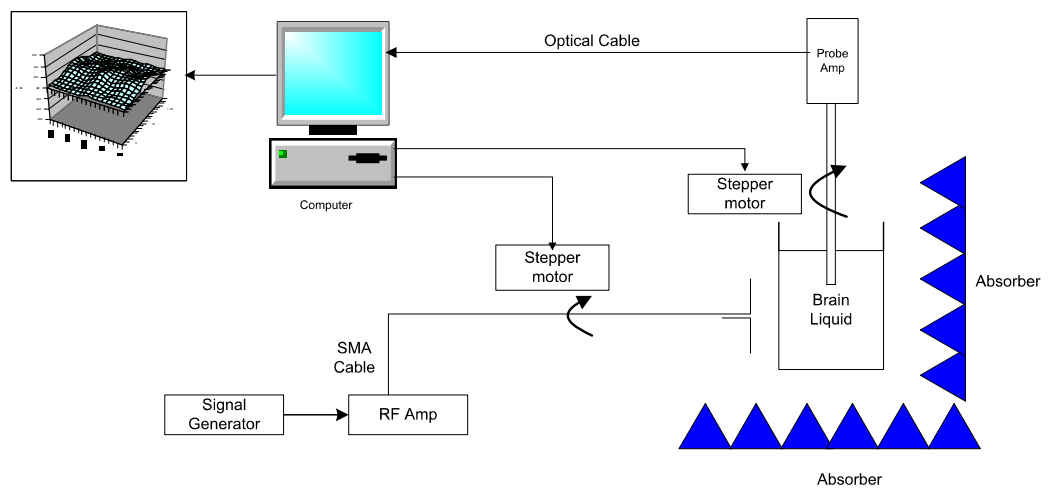 Optical Cable
Probe
Amp
Computer
Stepper
motor
Stepper
motor
Absorber
Brain
Liquid
SMA
Cable
Signal
Generator
RF Amp
Absorber